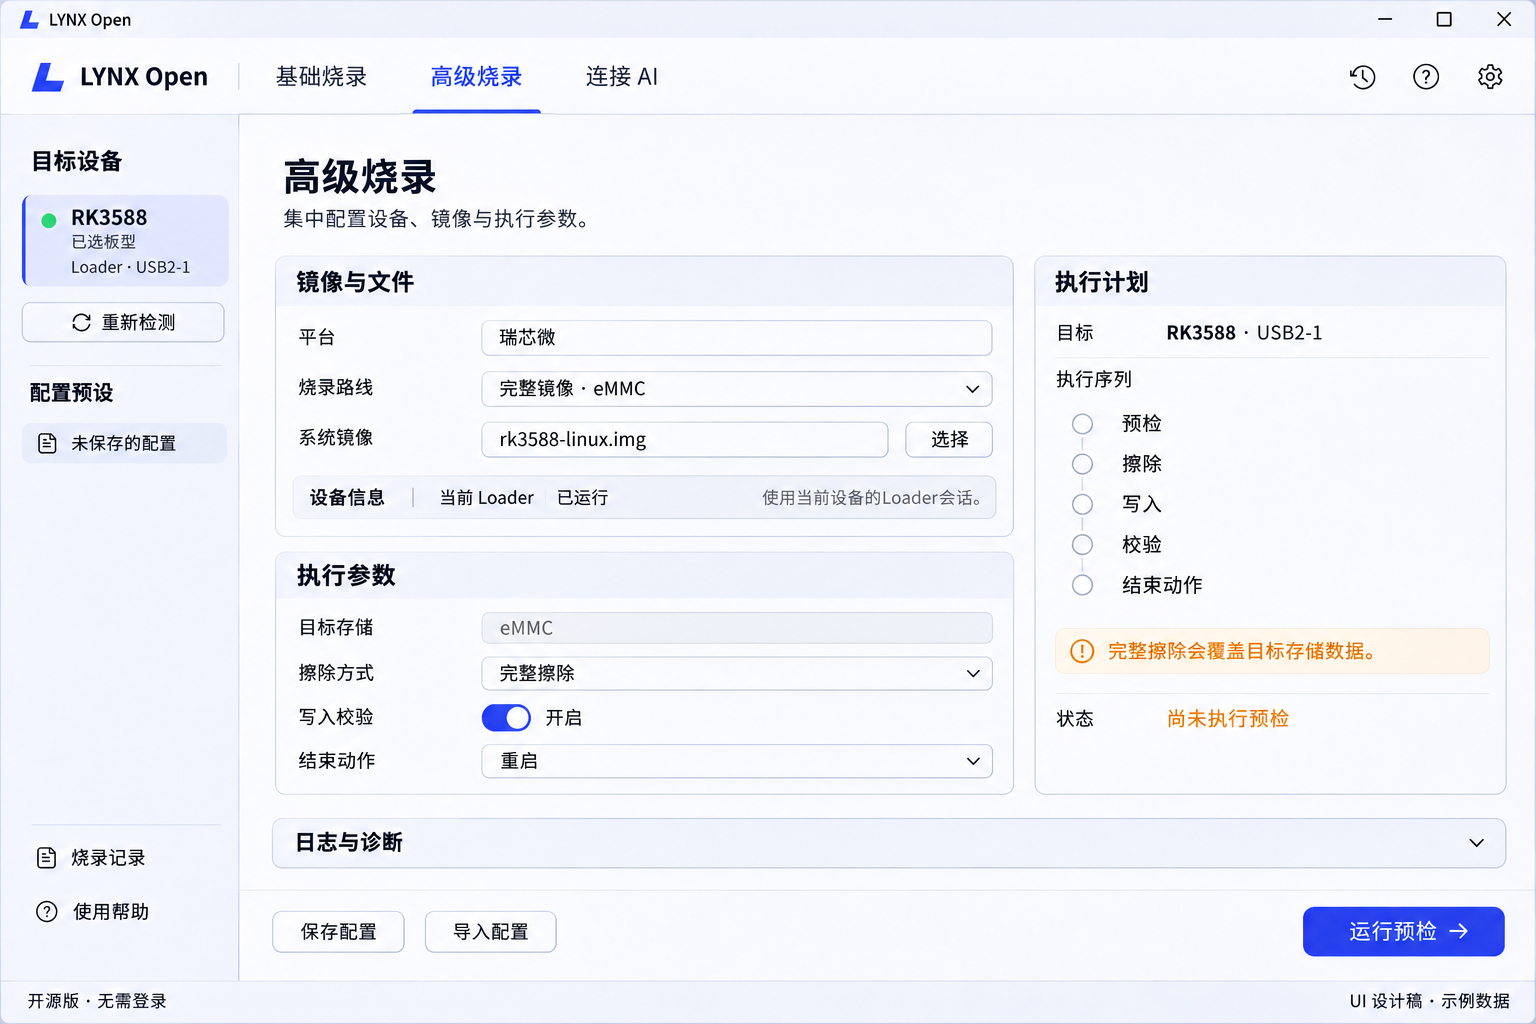 LYNX Open
LYNX Open
基础烧录
高级烧录
连接 AI
目标设备
RK3588
已选板型
Loader · USB2-1
重新检测
配置预设
未保存的配置
烧录记录
使用帮助
高级烧录
集中配置设备、镜像与执行参数。
镜像与文件
平台
瑞芯微
烧录路线
完整镜像 · eMMC
系统镜像
rk3588-linux.img
选择
设备信息
当前 Loader
已运行
使用当前设备的Loader会话。
执行参数
目标存储
eMMC
擦除方式
完整擦除
写入校验
开启
结束动作
重启
执行计划
目标
RK3588 · USB2-1
执行序列
预检
擦除
写入
校验
结束动作
完整擦除会覆盖目标存储数据。
状态
尚未执行预检
日志与诊断
保存配置
导入配置
运行预检 →
开源版 · 无需登录
UI 设计稿 · 示例数据